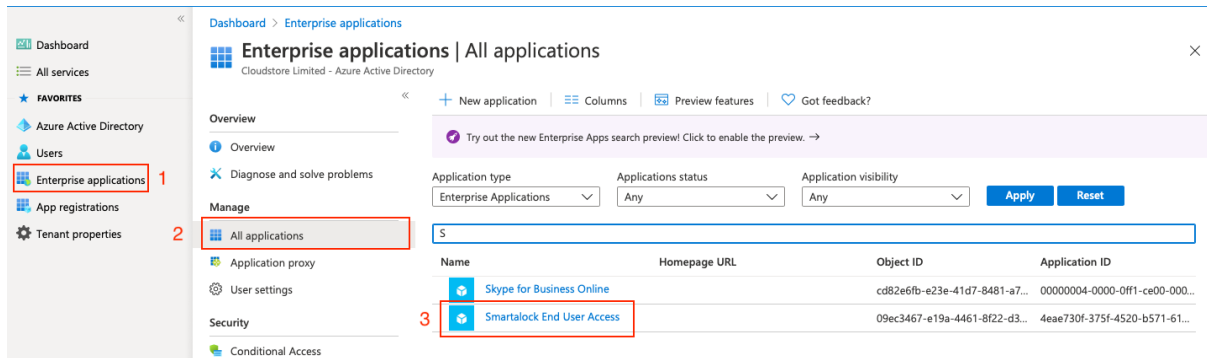 Dashboard > Enterprise applications
Enterprise applications | All applications
Cloudstore Limited - Azure Active Directory
Dashboard
All services
FAVORITES
Azure Active Directory
Users
Enterprise applications 1
App registrations
Tenant properties
Overview
Overview
Diagnose and solve problems
Manage
2 All applications
Application proxy
User settings
Security
Conditional Access
New application Columns Preview features Got feedback?
Try out the new Enterprise Apps search preview! Click to enable the preview. →
Application type Applications status Application visibility
Enterprise Applications Any Any Apply Reset
S
Name Homepage URL Object ID Application ID
Skype for Business Online cd82e6fb-e23e-41d7-8481-a7... 00000004-0000-0ff1-ce00-000...
3 Smartalock End User Access 09ec3467-e19a-4461-8f22-d3... 4eae730f-375f-4520-b571-61...